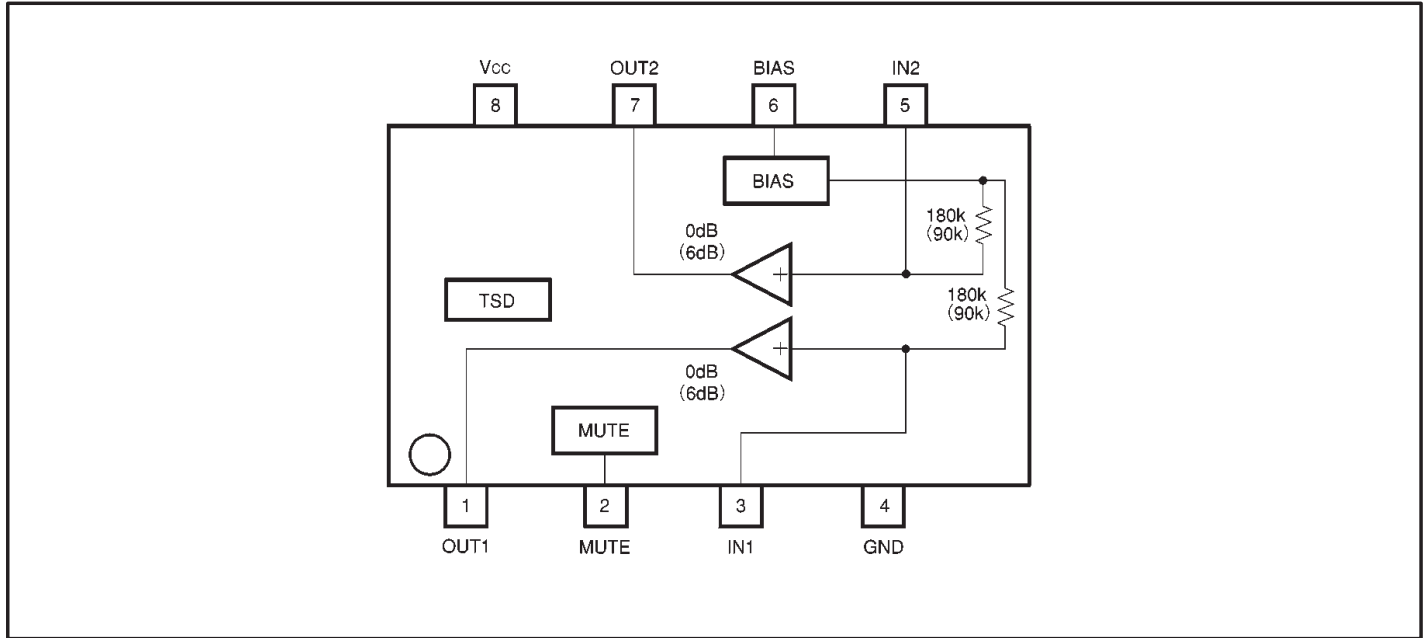 Vcc OUT2 BIAS IN2
8 7 6 5
BIAS
180k
(90k)
0dB
(6dB)
TSD
180k
(90k)
+
+
0dB
(6dB)
MUTE
1 2 3 4
OUT1 MUTE IN1 GND